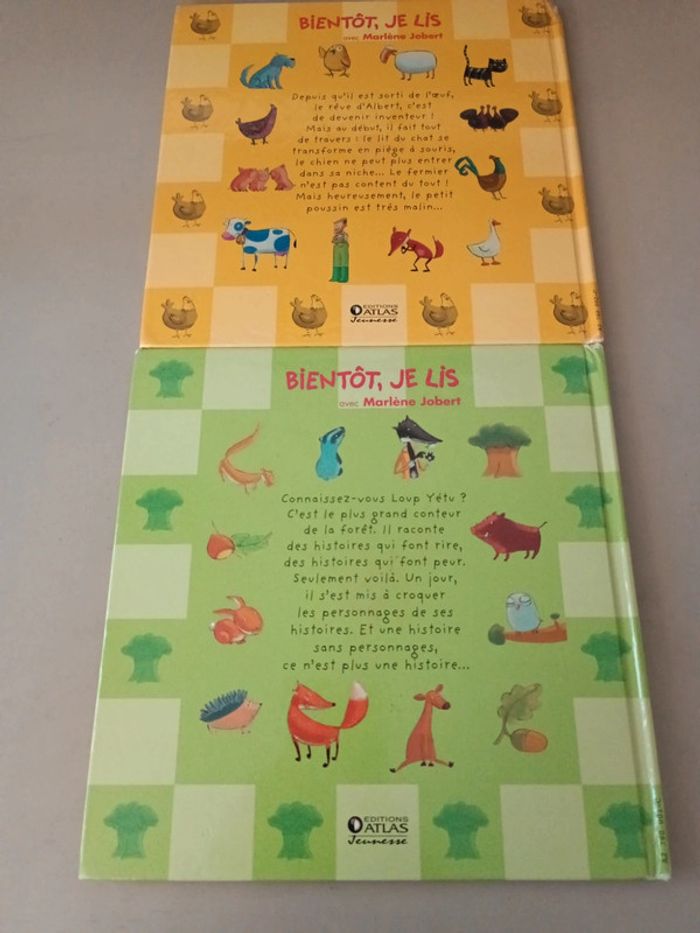 BIENTÔT, JE LIS
avec Marlène Jobert
Depuis qu'il est sorti de l'œuf,
le rêve d'Albert, c'est
de devenir inventeur !
Mais au début, il fait tout
de travers : le lit du chat se
transforme en piège à souris,
le chien ne peut plus entrer
dans sa niche... Le fermier
n'est pas content du tout !
Mais heureusement, le petit
poussin est très malin...
EDITIONS
ATLAS
Jeunesse
BIENTÔT, JE LIS
avec Marlène Jobert
Connaissez-vous Loup Yétu ?
C'est le plus grand conteur
de la forêt. Il raconte
des histoires qui font rire,
des histoires qui font peur.
Seulement voilà. Un jour,
il s'est mis à croquer
les personnages de ses
histoires. Et une histoire
sans personnages,
ce n'est plus une histoire...
EDITIONS
ATLAS
Jeunesse